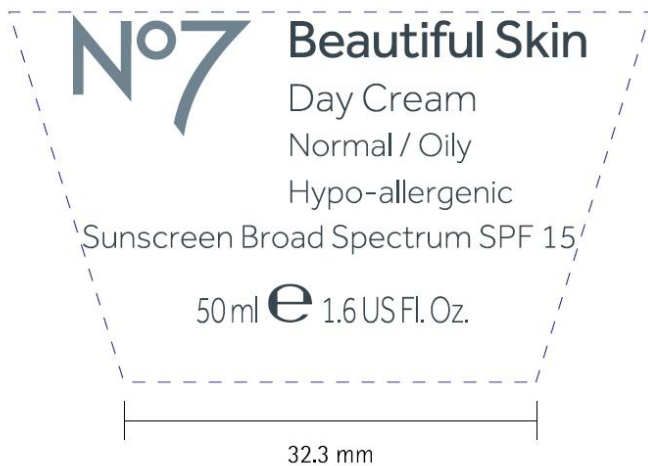 No7
Beautiful Skin
Day Cream
Normal / Oily
Hypo-allergenic
Sunscreen Broad Spectrum SPF 15
50 ml ℮ 1.6 US Fl. Oz.
32.3 mm